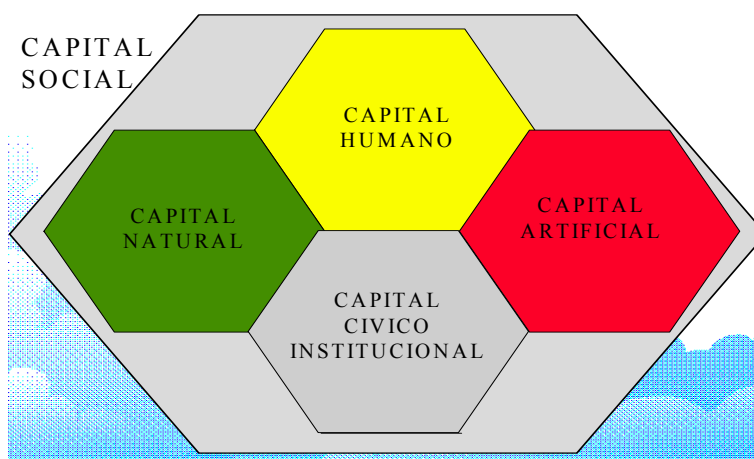 CAPITAL
SOCIAL
CAPITAL
HUMANO
CAPITAL
NATURAL
CAPITAL
ARTIFICIAL
CAPITAL
CIVICO
INSTITUCIONAL